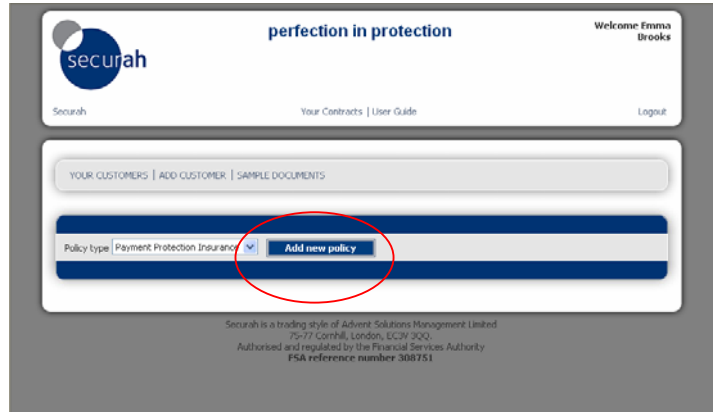 securah
perfection in protection
Welcome Emma
Brooks
Securah
Your Contracts | User Guide
Logout
YOUR CUSTOMERS | ADD CUSTOMER | SAMPLE DOCUMENTS
Policy type Payment Protection Insurance Add new policy
Securah is a trading style of Advent Solutions Management Limited
75-77 Cornhill, London, EC3V 3QQ.
Authorised and regulated by the Financial Services Authority
FSA reference number 308751